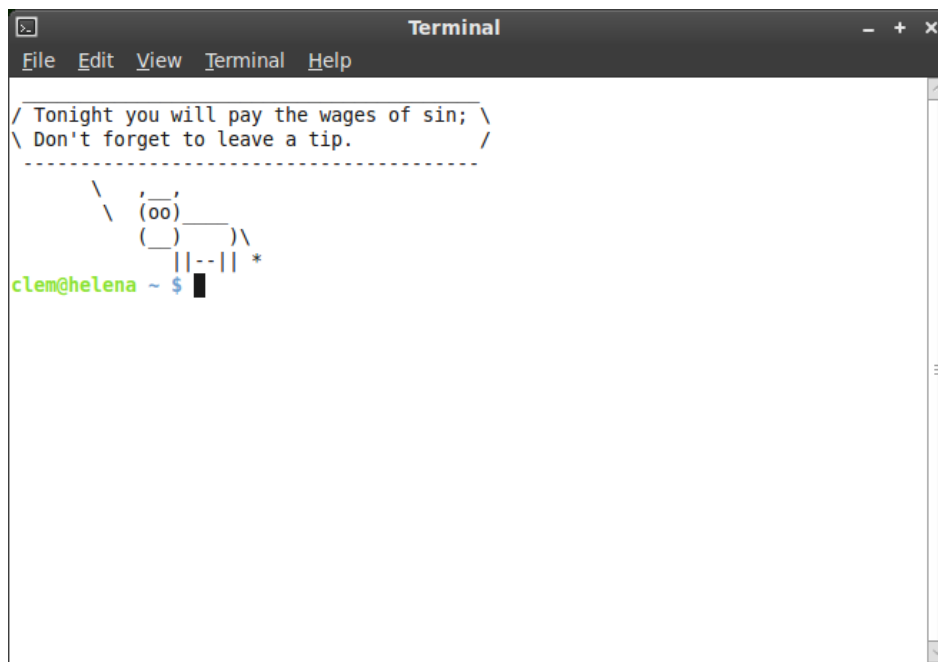 Terminal
File Edit View Terminal Help
 ________________________________________
/ Tonight you will pay the wages of sin; \
\ Don't forget to leave a tip.           /
 ----------------------------------------
       \   ,__,
        \  (oo)____
           (__)    )\
              ||--|| *
clem@helena ~ $